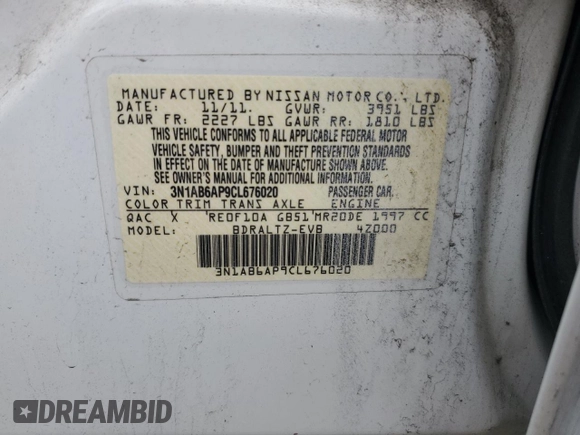 MANUFACTURED BY NISSAN MOTOR CO., LTD.
DATE: 11/11. GVWR: 3951 LBS
GAWR FR: 2227 LBS GAWR RR: 1810 LBS
THIS VEHICLE CONFORMS TO ALL APPLICABLE FEDERAL MOTOR
VEHICLE SAFETY, BUMPER AND THEFT PREVENTION STANDARDS
IN EFFECT ON THE DATE OF MANUFACTURE SHOWN ABOVE.
SEE OWNER'S MANUAL FOR ADDITIONAL INFORMATION
VIN: 3N1AB6AP9CL676020 PASSENGER CAR.
COLOR TRIM TRANS AXLE ENGINE
QAC X RE0F10A GB51 MR20DE 1997 CC
MODEL: BDRALTZ-EVB 4Z000
3N1AB6AP9CL676020
DREAMBID